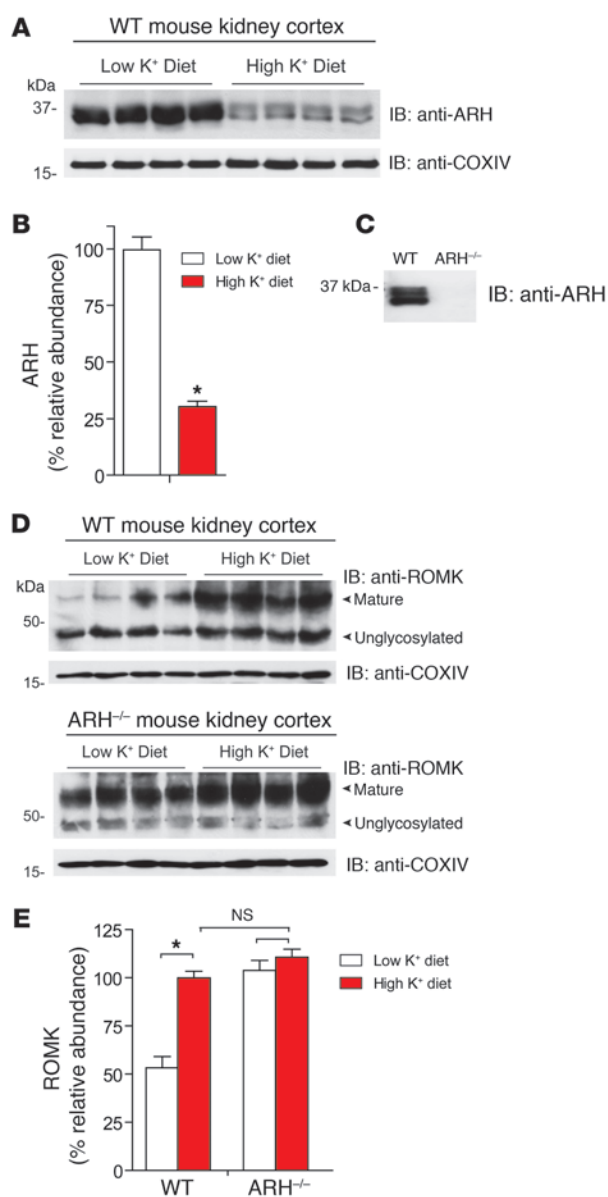 A
WT mouse kidney cortex
Low K⁺ Diet High K⁺ Diet
kDa
37-
IB: anti-ARH
IB: anti-COXIV
15-
B
ARH
(% relative abundance)
100
75
50
25
0
*
Low K⁺ diet
High K⁺ diet
C
WT ARH⁻/⁻
37 kDa-
IB: anti-ARH
D
WT mouse kidney cortex
Low K⁺ Diet High K⁺ Diet
IB: anti-ROMK
kDa
Mature
50-
Unglycosylated
IB: anti-COXIV
15-
ARH⁻/⁻ mouse kidney cortex
Low K⁺ Diet High K⁺ Diet
IB: anti-ROMK
Mature
50-
Unglycosylated
IB: anti-COXIV
15-
E
ROMK
(% relative abundance)
125
100
75
50
25
0
*
NS
Low K⁺ diet
High K⁺ diet
WT ARH⁻/⁻